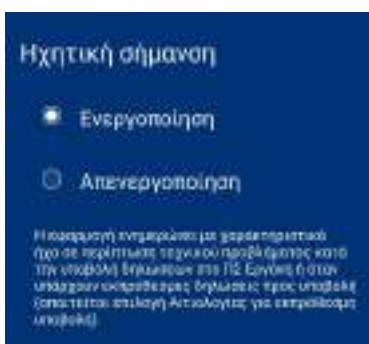 Ηχητική σήμανση
Ενεργοποίηση
Απενεργοποίηση
Η εφαρμογή ενημερώνει με χαρακτηριστικό
ήχο σε περίπτωση τεχνικού προβλήματος κατά
την υποβολή δηλώσεων στο ΠΣ Εργάνη ή όταν
υπάρχουν εκπρόθεσμες δηλώσεις προς υποβολή
(απαιτείται επιλογή Αιτιολογίας για εκπρόθεσμη
υποβολή).